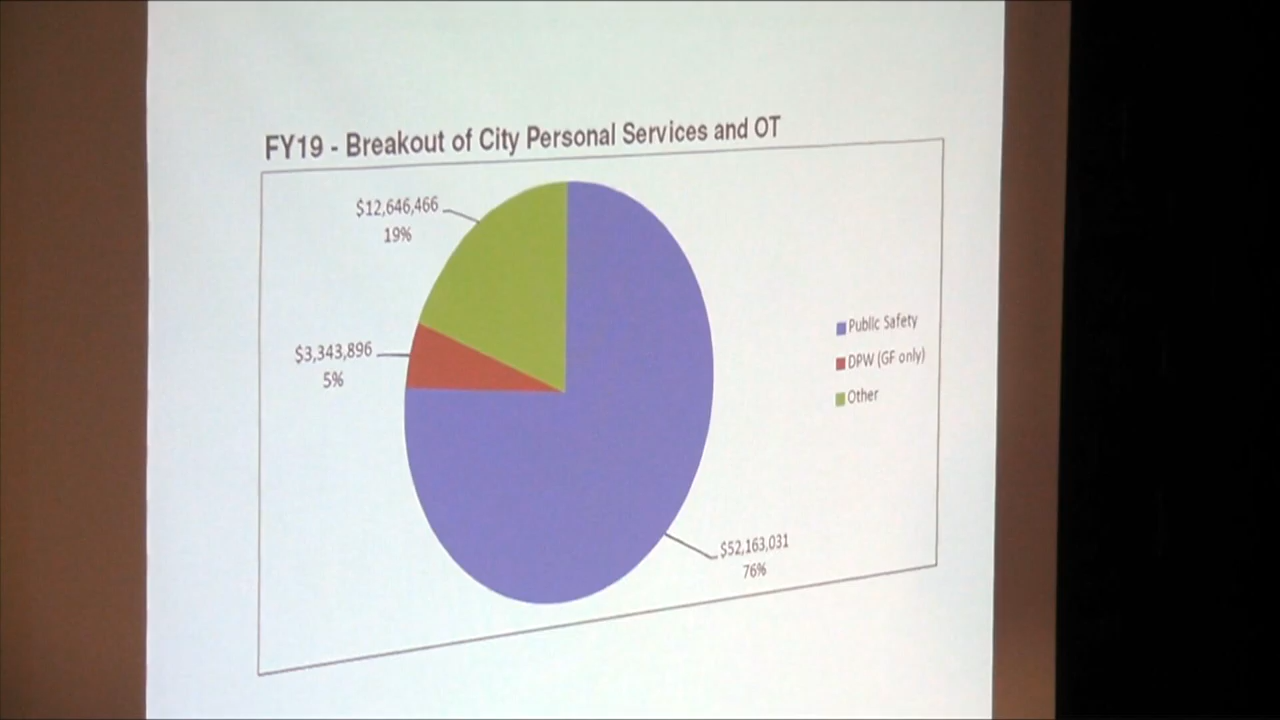 FY19 - Breakout of City Personal Services and OT
$12,646,466
19%
$3,343,896
5%
Public Safety
DPW (GF only)
Other
$52,163,031
76%